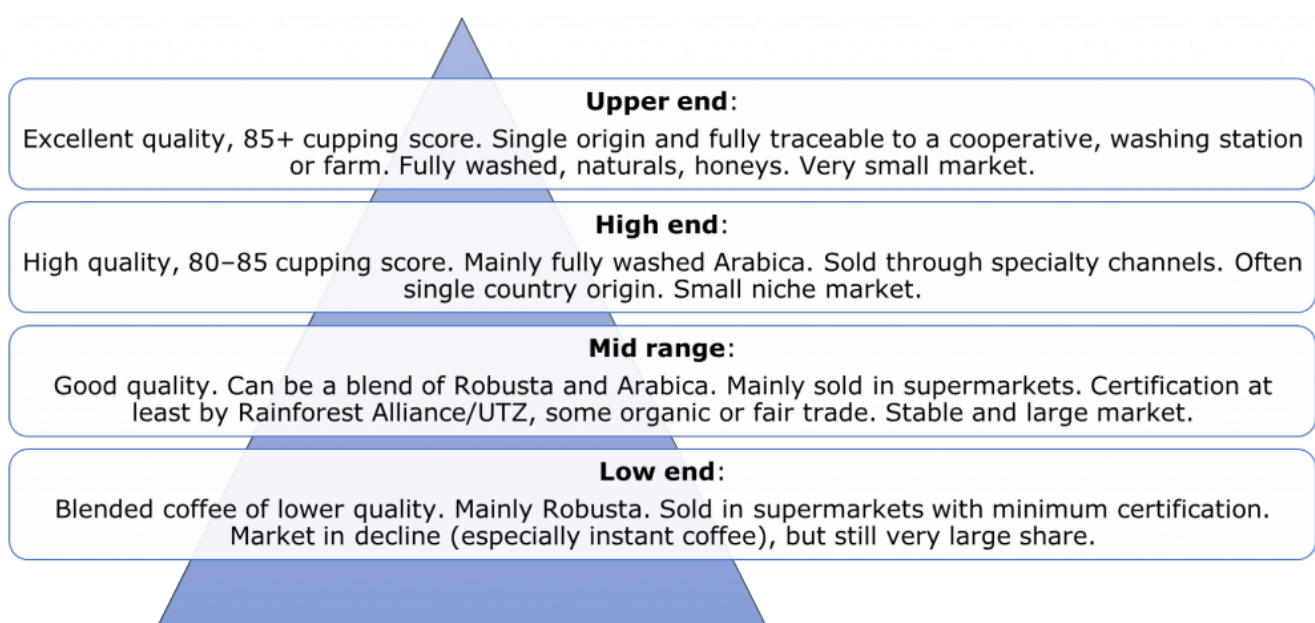 Upper end:
Excellent quality, 85+ cupping score. Single origin and fully traceable to a cooperative, washing station
or farm. Fully washed, naturals, honeys. Very small market.
High end:
High quality, 80–85 cupping score. Mainly fully washed Arabica. Sold through specialty channels. Often
single country origin. Small niche market.
Mid range:
Good quality. Can be a blend of Robusta and Arabica. Mainly sold in supermarkets. Certification at
least by Rainforest Alliance/UTZ, some organic or fair trade. Stable and large market.
Low end:
Blended coffee of lower quality. Mainly Robusta. Sold in supermarkets with minimum certification.
Market in decline (especially instant coffee), but still very large share.